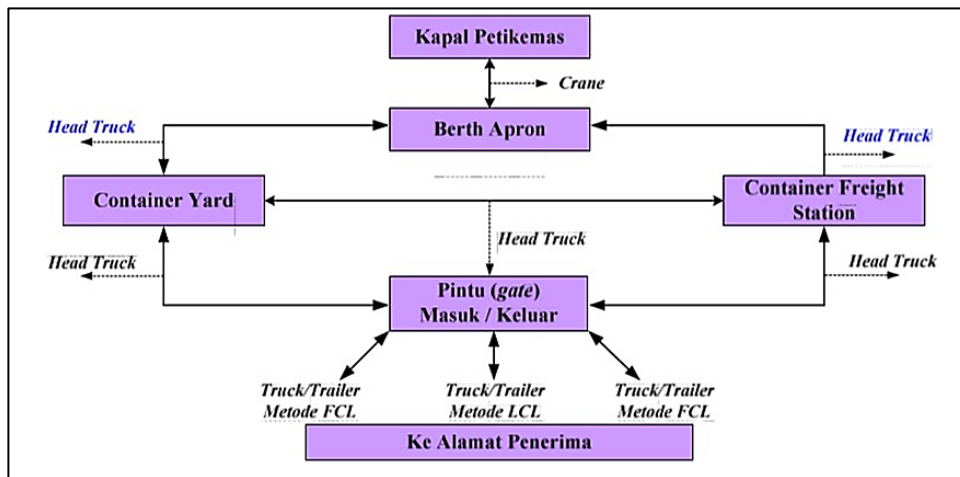 Kapal Petikemas
Crane
Berth Apron
Head Truck
Head Truck
Container Yard
Container Freight
Station
Head Truck
Head Truck
Head Truck
Pintu (gate)
Masuk / Keluar
Truck/Trailer
Metode FCL
Truck/Trailer
Metode LCL
Truck/Trailer
Metode FCL
Ke Alamat Penerima